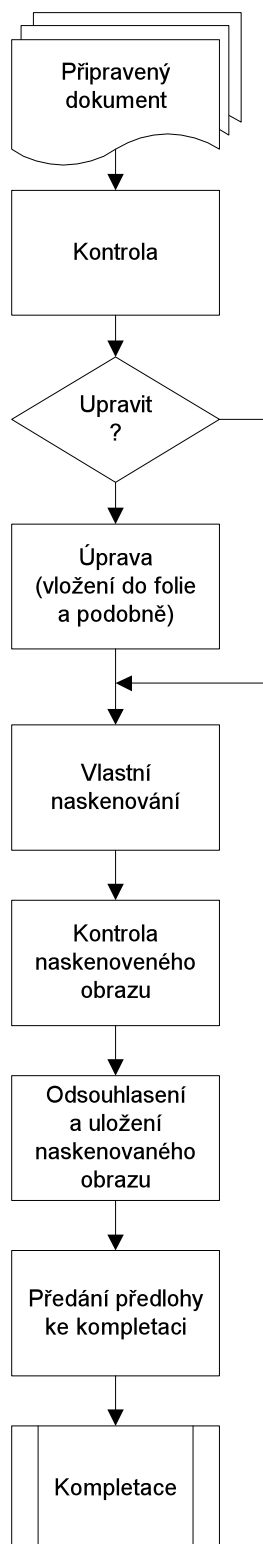 Připravený
dokument
Kontrola
Upravit
?
Úprava
(vložení do folie
a podobně)
Vlastní
naskenování
Kontrola
naskenoveného
obrazu
Odsouhlasení
a uložení
naskenovaného
obrazu
Předání předlohy
ke kompletaci
Kompletace